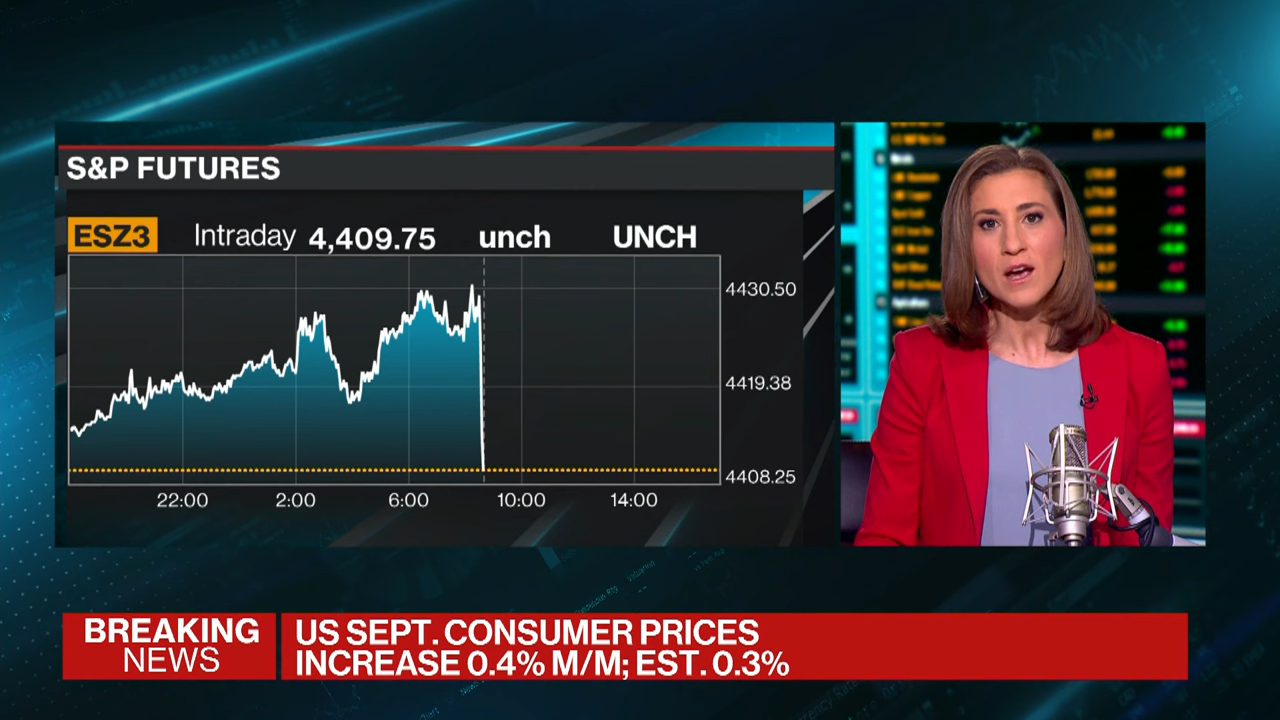 S&P FUTURES
ESZ3 Intraday 4,409.75 unch UNCH
4430.50
4419.38
4408.25
22:00 2:00 6:00 10:00 14:00
BREAKING NEWS
US SEPT. CONSUMER PRICES
INCREASE 0.4% M/M; EST. 0.3%